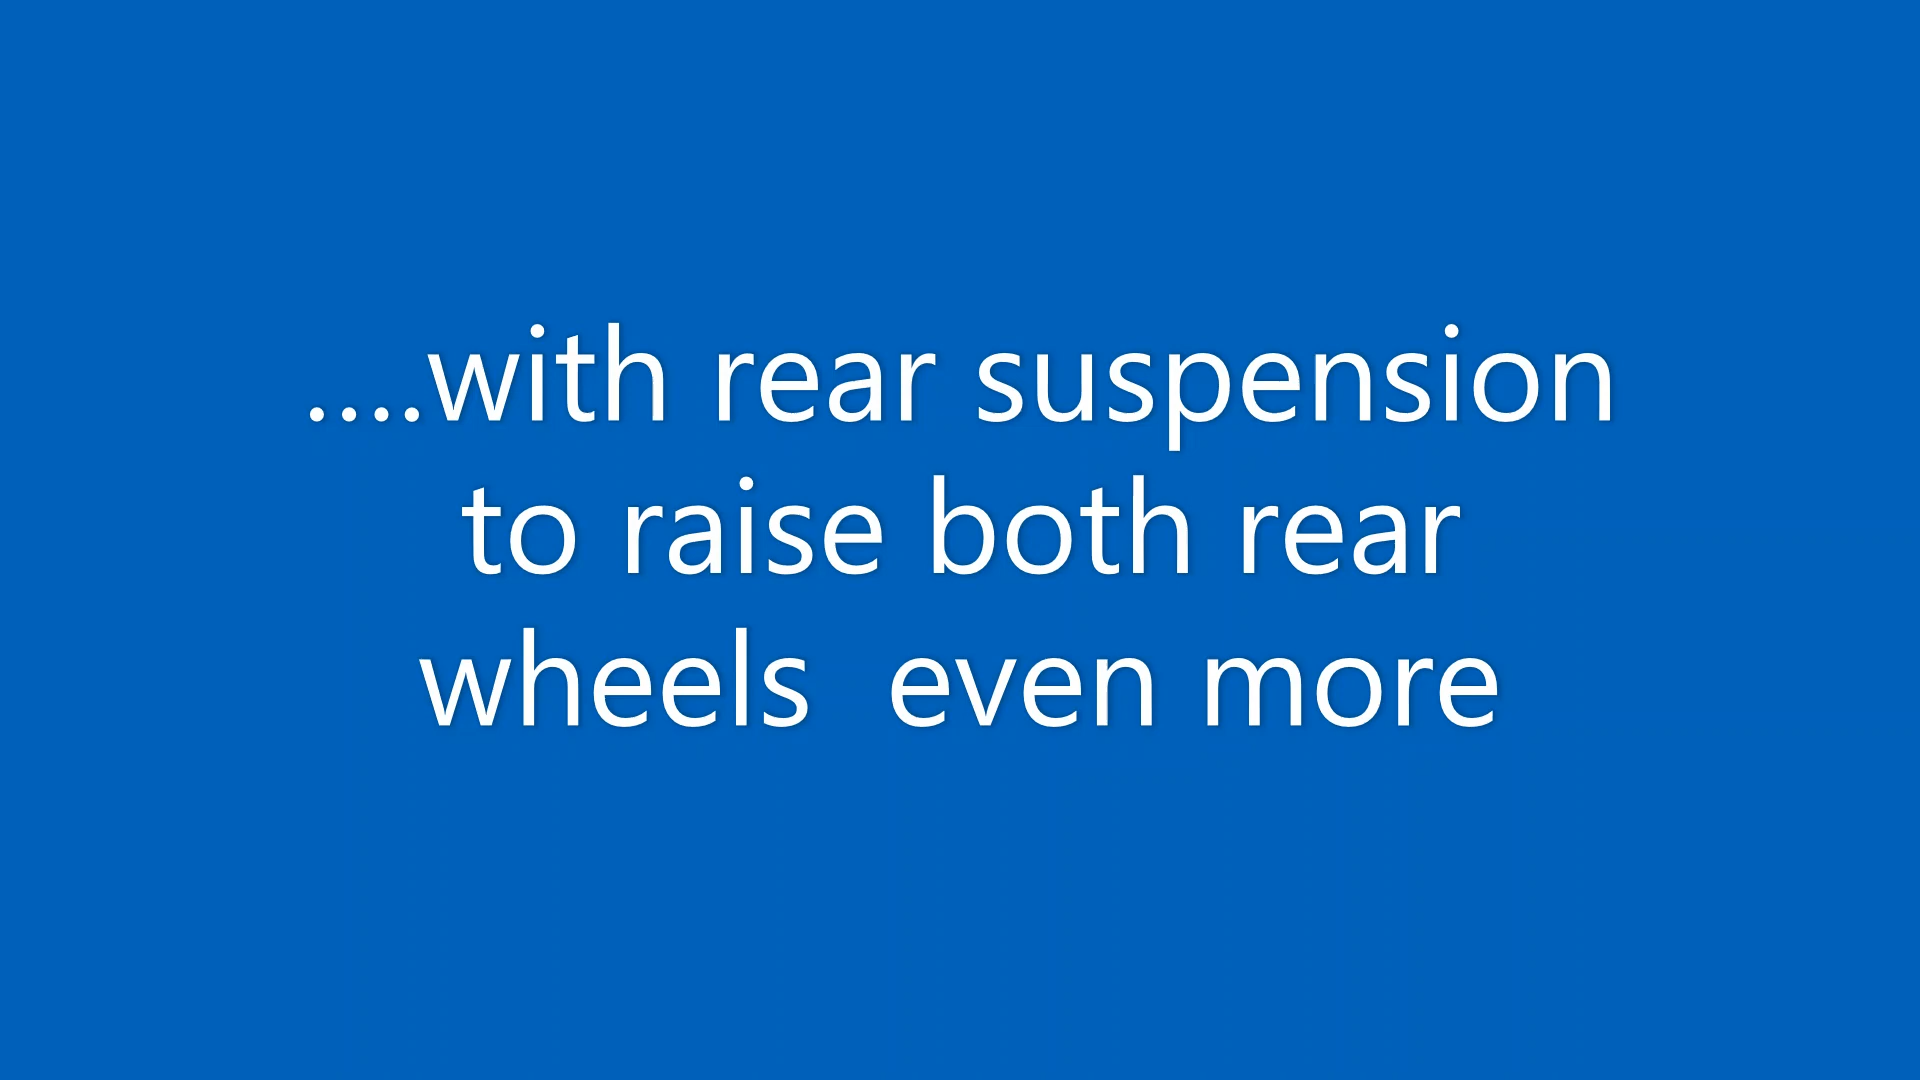 ....with rear suspension
to raise both rear
wheels  even more